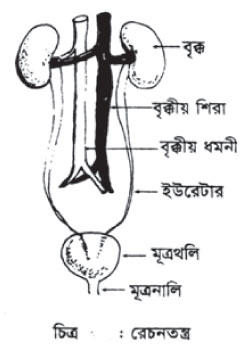 বৃক্ক
বৃক্কীয় শিরা
বৃক্কীয় ধমনী
ইউরেটার
মূত্রথলি
মূত্রনালি
চিত্র : রেচনতন্ত্র